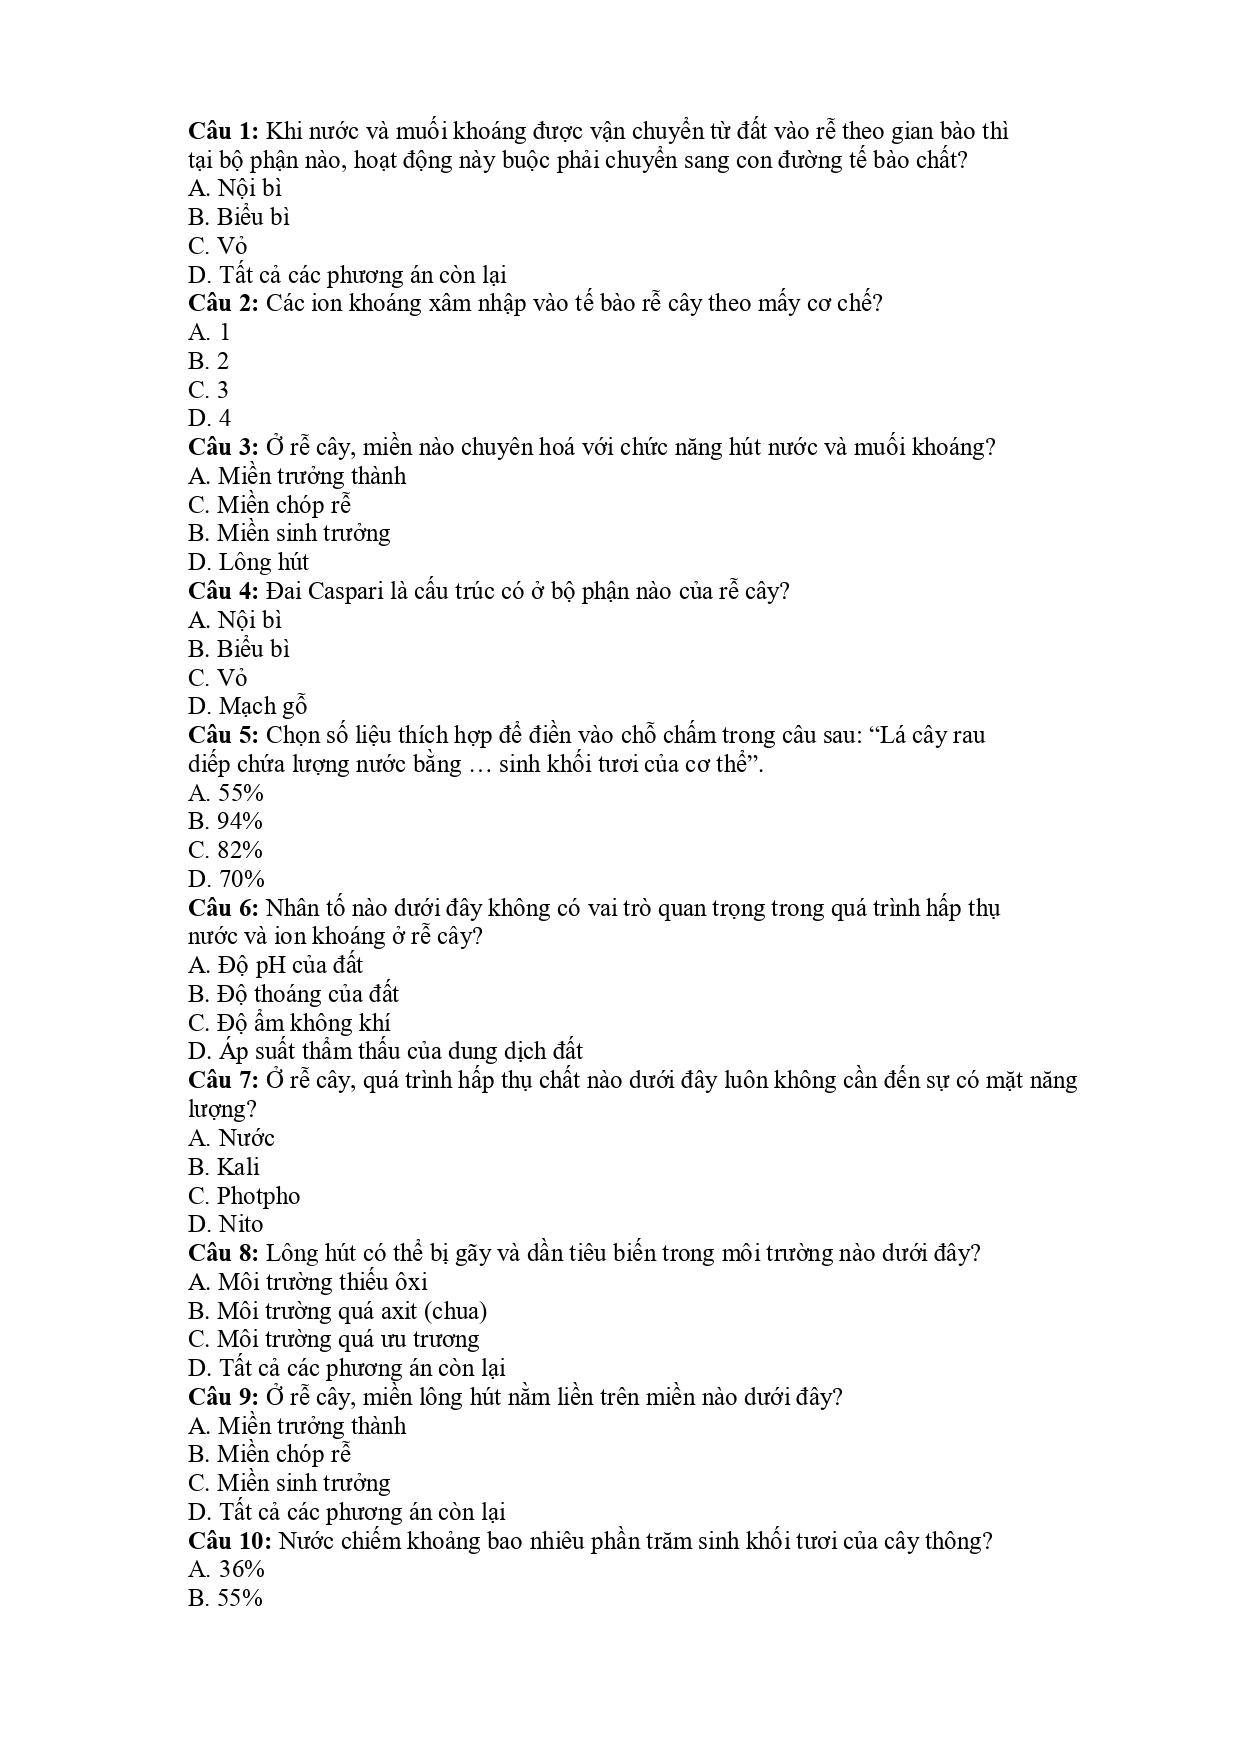 Câu 1: Khi nước và muối khoáng được vận chuyển từ đất vào rễ theo gian bào thì
tại bộ phận nào, hoạt động này buộc phải chuyển sang con đường tế bào chất?
A. Nội bì
B. Biểu bì
C. Vỏ
D. Tất cả các phương án còn lại
Câu 2: Các ion khoáng xâm nhập vào tế bào rễ cây theo mấy cơ chế?
A. 1
B. 2
C. 3
D. 4
Câu 3: Ở rễ cây, miền nào chuyên hoá với chức năng hút nước và muối khoáng?
A. Miền trưởng thành
C. Miền chóp rễ
B. Miền sinh trưởng
D. Lông hút
Câu 4: Đai Caspari là cấu trúc có ở bộ phận nào của rễ cây?
A. Nội bì
B. Biểu bì
C. Vỏ
D. Mạch gỗ
Câu 5: Chọn số liệu thích hợp để điền vào chỗ chấm trong câu sau: “Lá cây rau
diếp chứa lượng nước bằng … sinh khối tươi của cơ thể”.
A. 55%
B. 94%
C. 82%
D. 70%
Câu 6: Nhân tố nào dưới đây không có vai trò quan trọng trong quá trình hấp thụ
nước và ion khoáng ở rễ cây?
A. Độ pH của đất
B. Độ thoáng của đất
C. Độ ẩm không khí
D. Áp suất thẩm thấu của dung dịch đất
Câu 7: Ở rễ cây, quá trình hấp thụ chất nào dưới đây luôn không cần đến sự có mặt năng
lượng?
A. Nước
B. Kali
C. Photpho
D. Nito
Câu 8: Lông hút có thể bị gãy và dần tiêu biến trong môi trường nào dưới đây?
A. Môi trường thiếu ôxi
B. Môi trường quá axit (chua)
C. Môi trường quá ưu trương
D. Tất cả các phương án còn lại
Câu 9: Ở rễ cây, miền lông hút nằm liền trên miền nào dưới đây?
A. Miền trưởng thành
B. Miền chóp rễ
C. Miền sinh trưởng
D. Tất cả các phương án còn lại
Câu 10: Nước chiếm khoảng bao nhiêu phần trăm sinh khối tươi của cây thông?
A. 36%
B. 55%